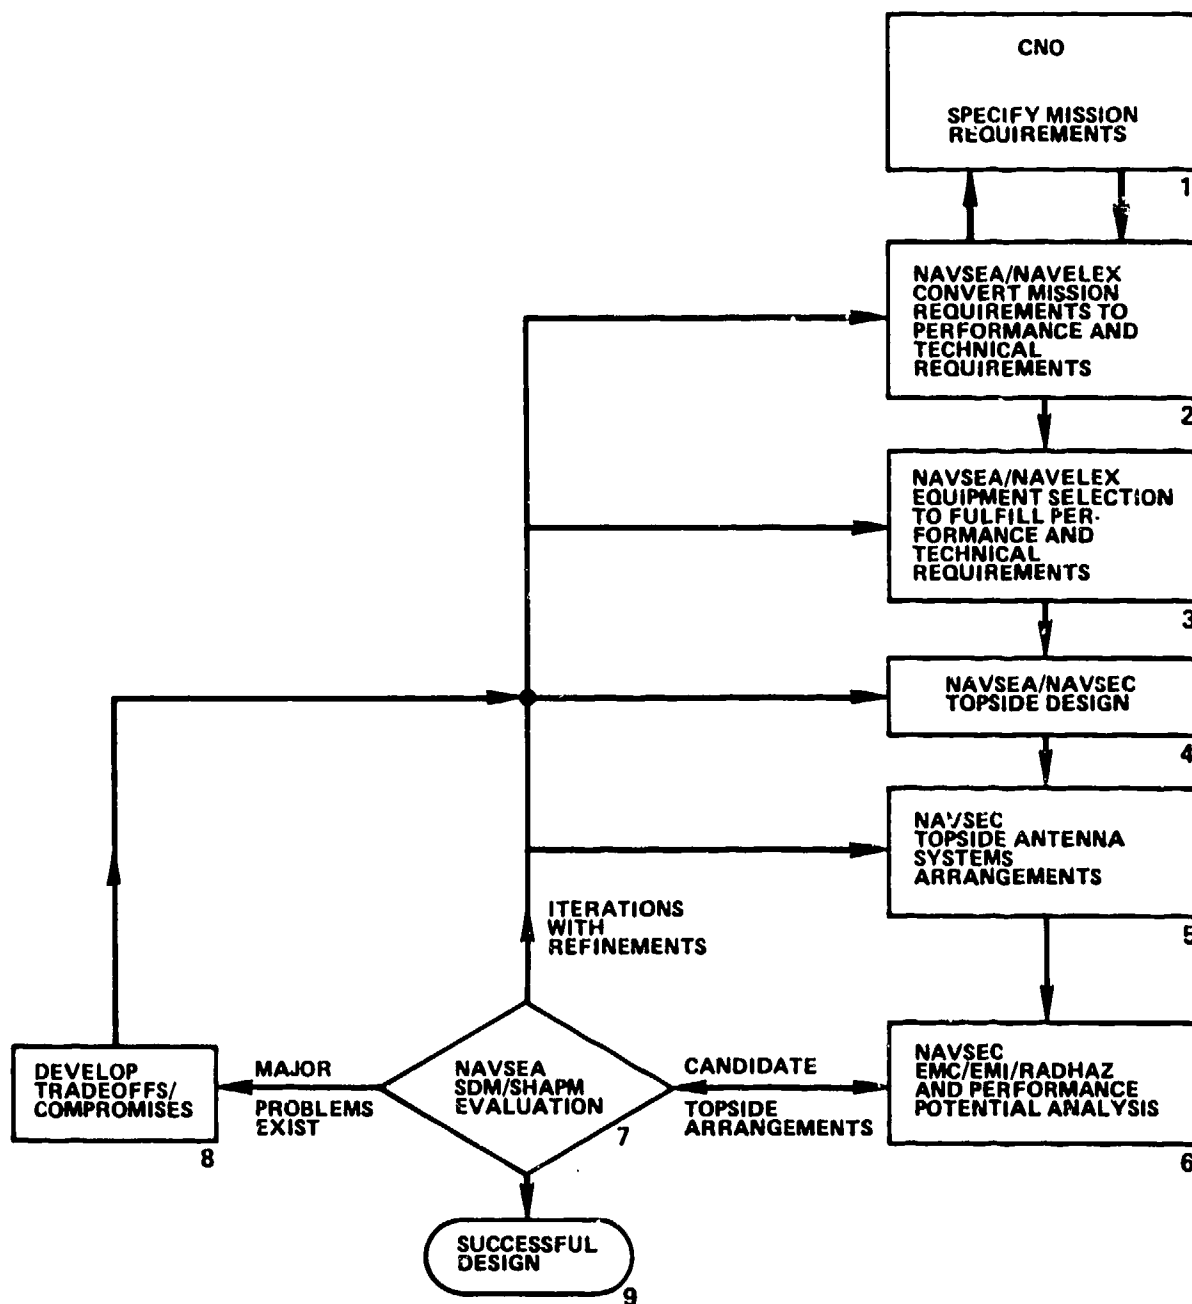 CNO
SPECIFY MISSION
REQUIREMENTS
1
NAVSEA/NAVELEX
CONVERT MISSION
REQUIREMENTS TO
PERFORMANCE AND
TECHNICAL
REQUIREMENTS
2
NAVSEA/NAVELEX
EQUIPMENT SELECTION
TO FULFILL PER-
FORMANCE AND
TECHNICAL
REQUIREMENTS
3
NAVSEA/NAVSEC
TOPSIDE DESIGN
4
NAVSEC
TOPSIDE ANTENNA
SYSTEMS
ARRANGEMENTS
5
ITERATIONS
WITH
REFINEMENTS
DEVELOP
TRADEOFFS/
COMPROMISES
8
MAJOR
PROBLEMS
EXIST
NAVSEA
SDM/SHAPM
EVALUATION
7
CANDIDATE
TOPSIDE
ARRANGEMENTS
NAVSEC
EMC/EMI/RADHAZ
AND PERFORMANCE
POTENTIAL ANALYSIS
6
SUCCESSFUL
DESIGN
9